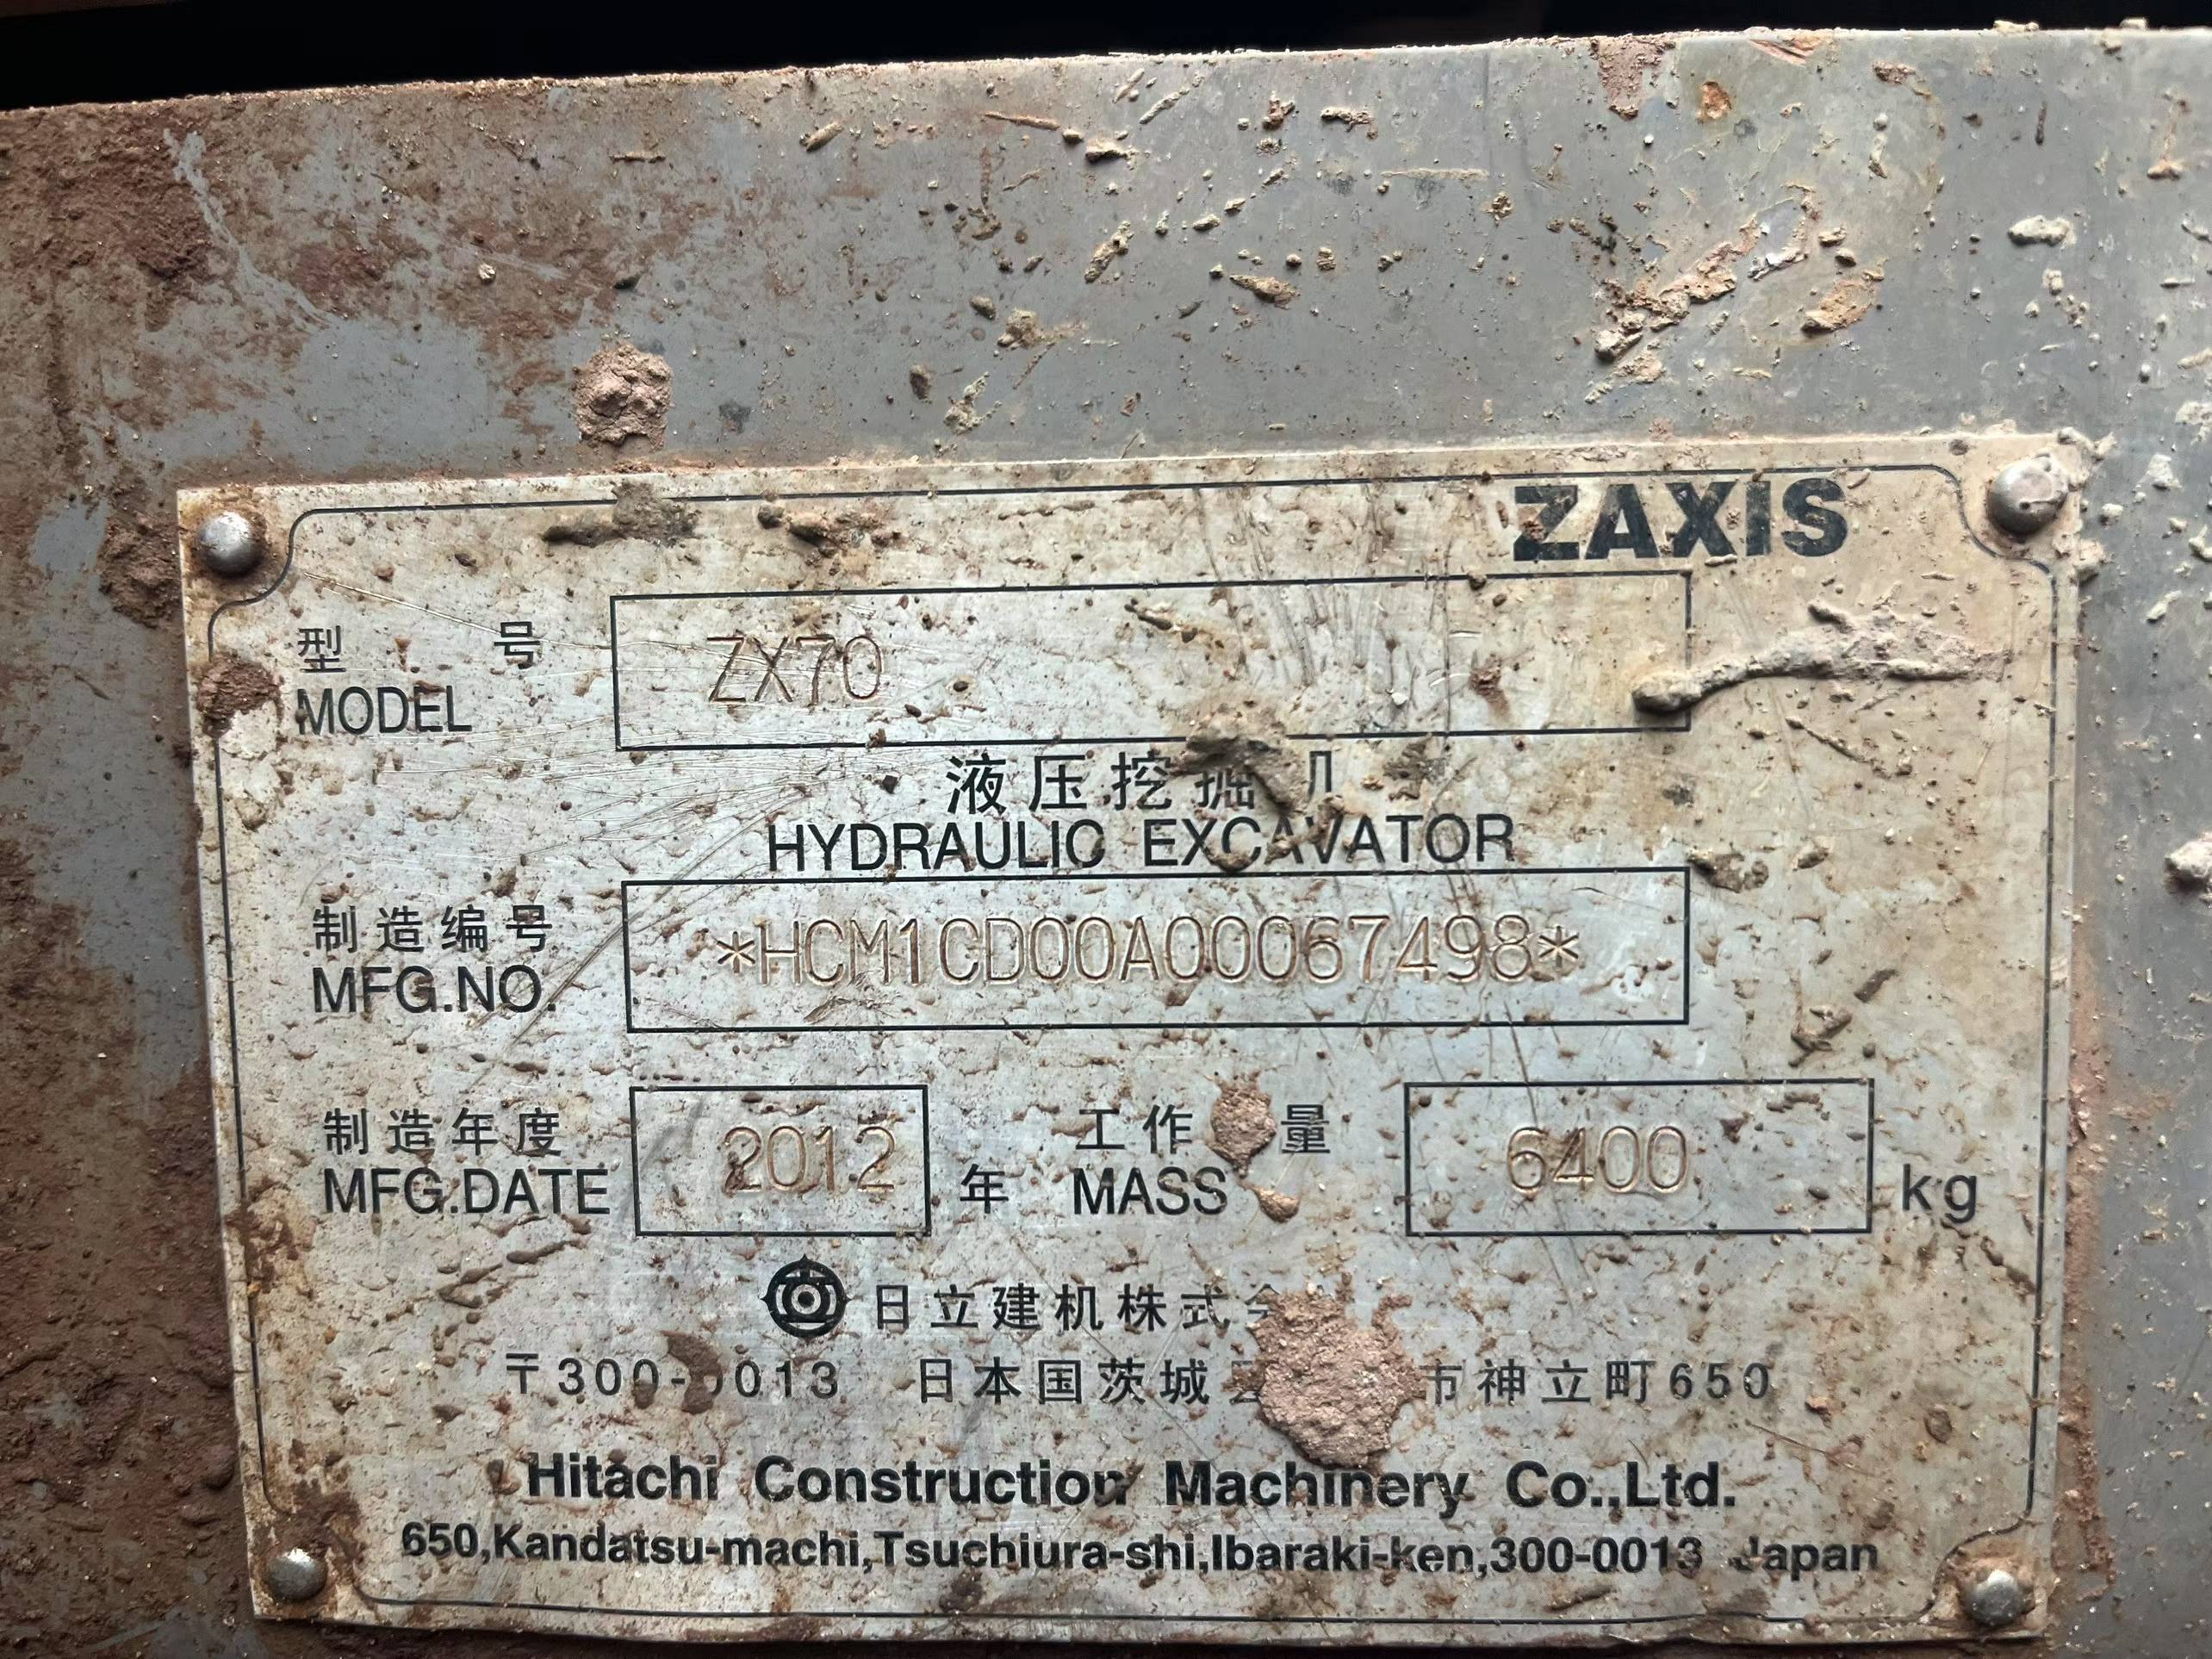 ZAXIS
型号 ZX70
MODEL
液压挖掘机
HYDRAULIC EXCAVATOR
制造编号 *HCM1CD00A00067498*
MFG.NO.
制造年度 2012 工作 量 6400
MFG.DATE 年 MASS kg
日立建机株式
〒300-0013 日本国茨城 市神立町650
Hitachi Construction Machinery Co.,Ltd.
650,Kandatsu-machi,Tsuchiura-shi,Ibaraki-ken,300-0013 Japan